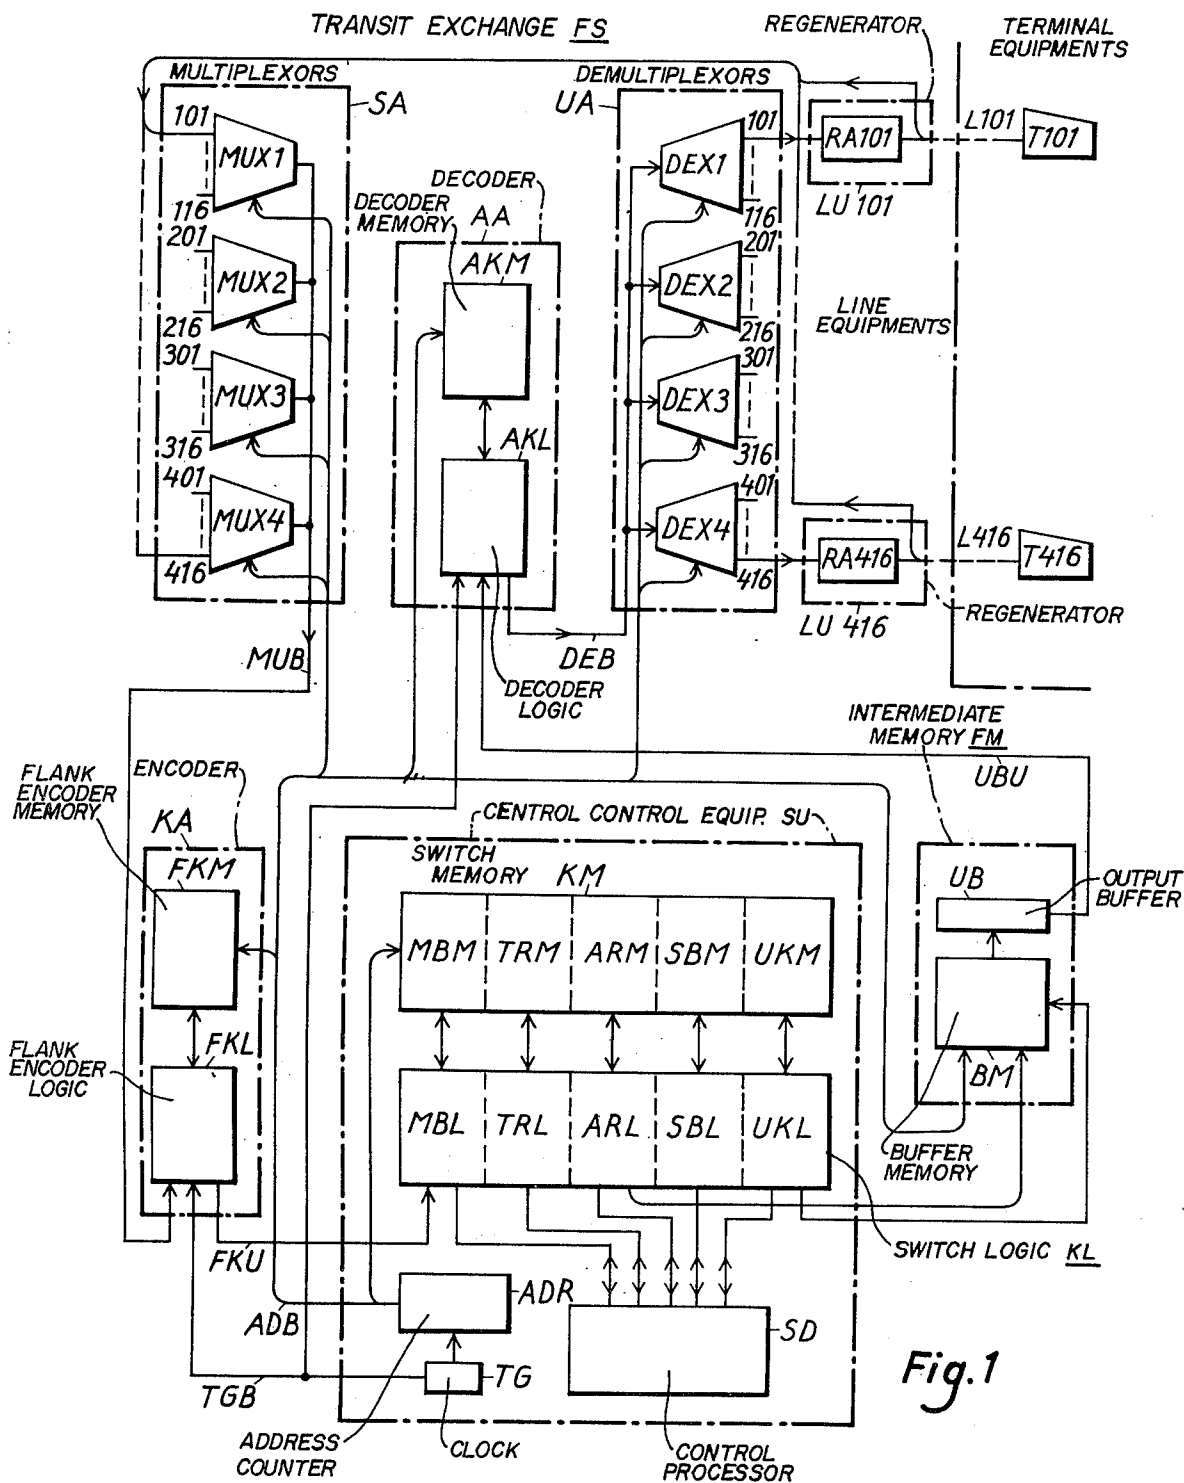 TRANSIT EXCHANGE FS
REGENERATOR
TERMINAL
EQUIPMENTS
MULTIPLEXORS
SA
DEMULTIPLEXORS
UA
101
MUX1
116
201
MUX2
216
301
MUX3
316
401
MUX4
416
DECODER
DECODER
MEMORY
AA
AKM
AKL
101
DEX1
116
201
DEX2
216
301
DEX3
316
401
DEX4
416
RA101
LU 101
L101
T101
LINE
EQUIPMENTS
RA416
LU 416
L416
T416
REGENERATOR
MUB
DEB
DECODER
LOGIC
INTERMEDIATE
MEMORY FM
UBU
FLANK
ENCODER
MEMORY
ENCODER
KA
FKM
CENTROL CONTROL EQUIP. SU
SWITCH
MEMORY
KM
MBM
TRM
ARM
SBM
UKM
UB
OUTPUT
BUFFER
FLANK
ENCODER
LOGIC
FKL
MBL
TRL
ARL
SBL
UKL
BM
BUFFER
MEMORY
FKU
SWITCH LOGIC KL
ADR
ADB
SD
TG
TGB
Fig.1
ADDRESS
COUNTER
CLOCK
CONTROL
PROCESSOR